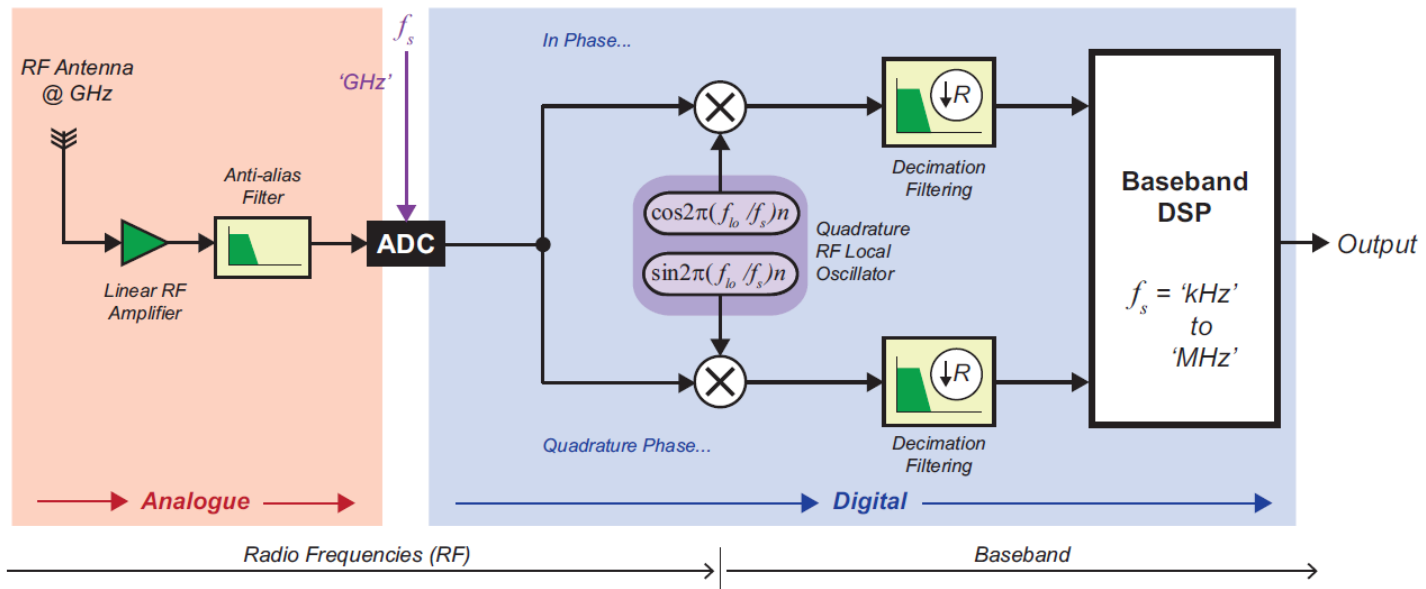 RF Antenna
@ GHz
f_s
'GHz'
In Phase...
Anti-alias
Filter
Linear RF
Amplifier
ADC
cos2π(f_lo/f_s)n
sin2π(f_lo/f_s)n
Quadrature
RF Local
Oscillator
↓R
Decimation
Filtering
↓R
Decimation
Filtering
Quadrature Phase...
Baseband
DSP
f_s = 'kHz'
to
'MHz'
Output
Analogue
Digital
Radio Frequencies (RF)
Baseband